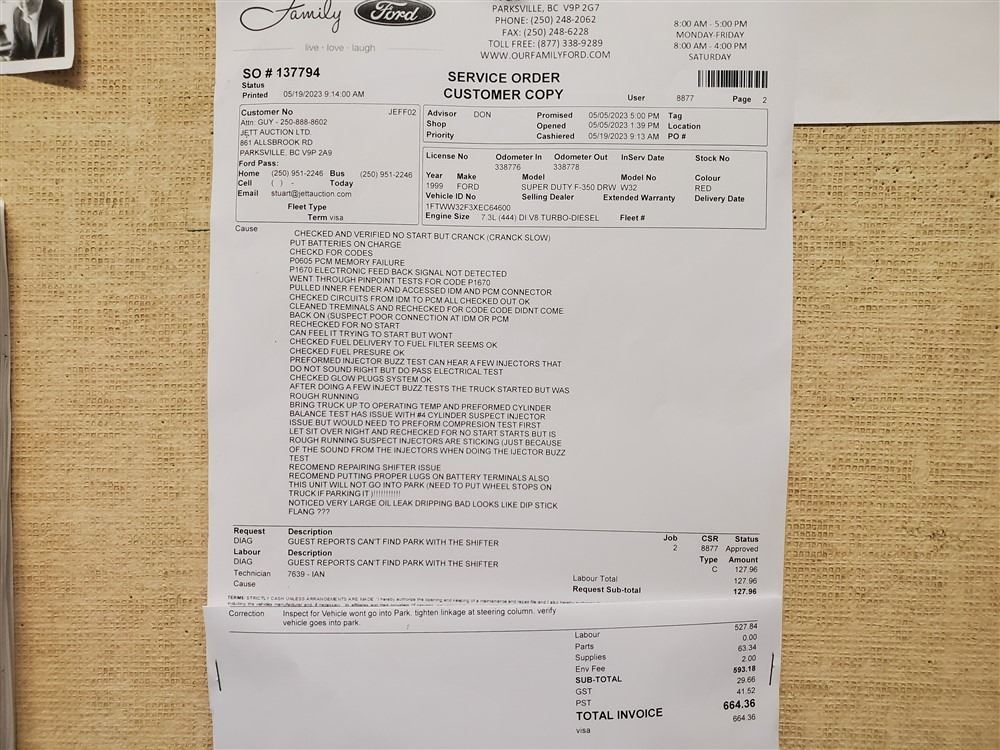 Family Ford
live - love - laugh
PARKSVILLE, BC V9P 2G7
PHONE: (250) 248-2062
FAX: (250) 248-6228
TOLL FREE: (877) 338-9289
WWW.OURFAMILYFORD.COM
8:00 AM - 5:00 PM
MONDAY-FRIDAY
8:00 AM - 4:00 PM
SATURDAY
SO # 137794
Status
Printed 05/19/2023 9:14:00 AM
SERVICE ORDER
CUSTOMER COPY
User 8877 Page 2
Customer No JEFF02
Attn: GUY - 250-888-8602
JETT AUCTION LTD.
861 ALLSBROOK RD
PARKSVILLE, BC V9P 2A9
Ford Pass:
Home (250) 951-2246 Bus (250) 951-2246
Cell ( ) - Today
Email stuart@jettauction.com
Fleet Type
Term visa
Advisor DON Promised 05/05/2023 5:00 PM Tag
Shop Opened 05/05/2023 1:39 PM Location
Priority Cashiered 05/19/2023 9:13 AM PO #
License No Odometer In Odometer Out InServ Date Stock No
338776 338778
Year Make Model Model No Colour
1999 FORD SUPER DUTY F-350 DRW W32 RED
Vehicle ID No Selling Dealer Extended Warranty Delivery Date
1FTWW32F3XEC64600
Engine Size 7.3L (444) DI V8 TURBO-DIESEL Fleet #
Cause
CHECKED AND VERIFIED NO START BUT CRANCK (CRANCK SLOW)
PUT BATTERIES ON CHARGE
CHECKD FOR CODES
P0605 PCM MEMORY FAILURE
P1670 ELECTRONIC FEED BACK SIGNAL NOT DETECTED
WENT THROUGH PINPOINT TESTS FOR CODE P1670
PULLED INNER FENDER AND ACCESSED IDM AND PCM CONNECTOR
CHECKED CIRCUITS FROM IDM TO PCM ALL CHECKED OUT OK
CLEANED TREMINALS AND RECHECKED FOR CODE CODE DIDNT COME
BACK ON (SUSPECT POOR CONNECTION AT IDM OR PCM
RECHECKED FOR NO START
CAN FEEL IT TRYING TO START BUT WONT
CHECKED FUEL DELIVERY TO FUEL FILTER SEEMS OK
CHECKED FUEL PRESURE OK
PREFORMED INJECTOR BUZZ TEST CAN HEAR A FEW INJECTORS THAT
DO NOT SOUND RIGHT BUT DO PASS ELECTRICAL TEST
CHECKED GLOW PLUGS SYSTEM OK
AFTER DOING A FEW INJECT BUZZ TESTS THE TRUCK STARTED BUT WAS
ROUGH RUNNING
BRING TRUCK UP TO OPERATING TEMP AND PREFORMED CYLINDER
BALANCE TEST HAS ISSUE WITH #4 CYLINDER SUSPECT INJECTOR
ISSUE BUT WOULD NEED TO PREFORM COMPRESION TEST FIRST
LET SIT OVER NIGHT AND RECHECKED FOR NO START STARTS BUT IS
ROUGH RUNNING SUSPECT INJECTORS ARE STICKING (JUST BECAUSE
OF THE SOUND FROM THE INJECTORS WHEN DOING THE IJECTOR BUZZ
TEST
RECOMEND REPAIRING SHIFTER ISSUE
RECOMEND PUTTING PROPER LUGS ON BATTERY TERMINALS ALSO
THIS UNIT WILL NOT GO INTO PARK (NEED TO PUT WHEEL STOPS ON
TRUCK IF PARKING IT )!!!!!!!!!!!
NOTICED VERY LARGE OIL LEAK DRIPPING BAD LOOKS LIKE DIP STICK
FLANG ???
Request Description Job CSR Status
DIAG GUEST REPORTS CAN'T FIND PARK WITH THE SHIFTER 2 8877 Approved
Labour Description Type Amount
DIAG GUEST REPORTS CAN'T FIND PARK WITH THE SHIFTER C 127.96
Technician 7639 - IAN Labour Total 127.96
Cause Request Sub-total 127.96
TERMS: STRICTLY CASH UNLESS ARRANGEMENTS ARE MADE
Correction Inspect for Vehicle wont go into Park. tighten linkage at steering column. verify
vehicle goes into park.
Labour 527.84
Parts 0.00
Supplies 63.34
Env Fee 2.00
SUB-TOTAL 593.18
GST 29.66
PST 41.52
TOTAL INVOICE 664.36
visa 664.36